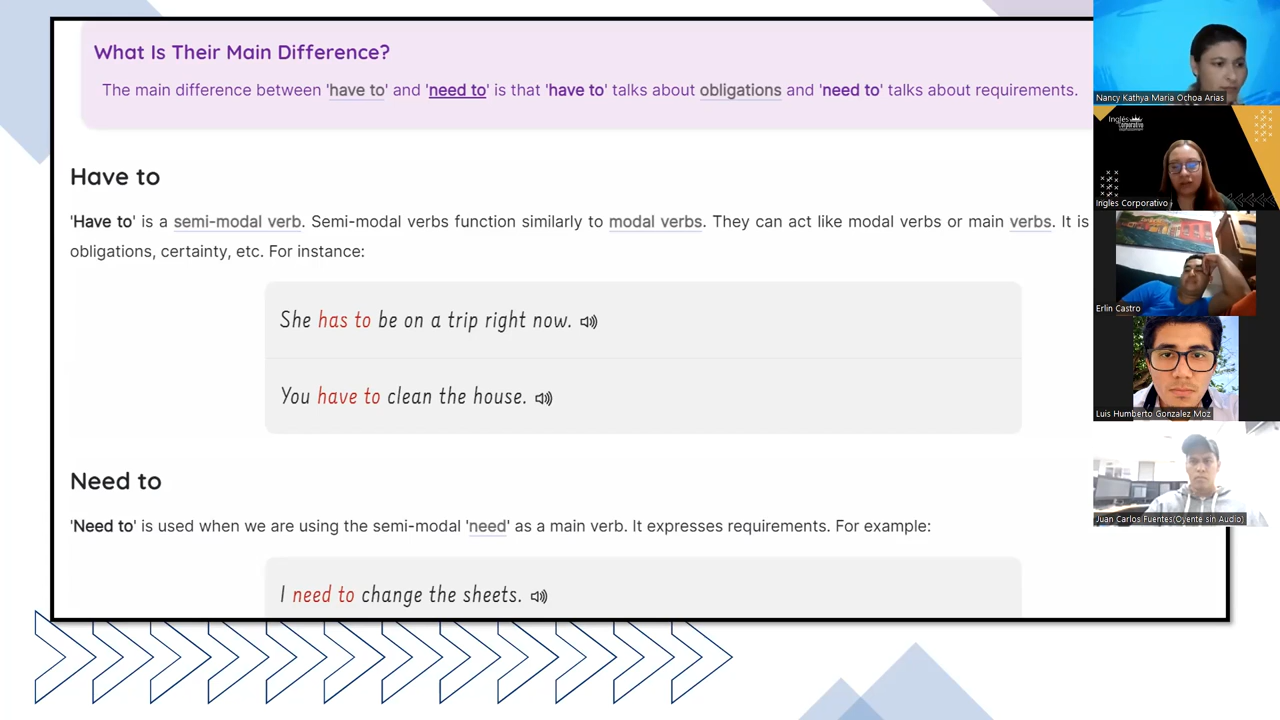 What Is Their Main Difference?
The main difference between 'have to' and 'need to' is that 'have to' talks about obligations and 'need to' talks about requirements.
Have to
'Have to' is a semi-modal verb. Semi-modal verbs function similarly to modal verbs. They can act like modal verbs or main verbs. It is
obligations, certainty, etc. For instance:
She has to be on a trip right now.
You have to clean the house.
Need to
'Need to' is used when we are using the semi-modal 'need' as a main verb. It expresses requirements. For example:
I need to change the sheets.
Nancy Kathya Maria Ochoa Arias
Inglés
Corporativo
Ingles Corporativo
Erlin Castro
Luis Humberto Gonzalez Moz
Juan Carlos Fuentes(Oyente sin Audio)